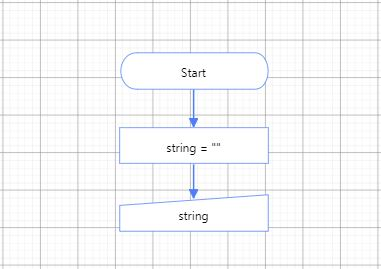 Start
string = ""
string